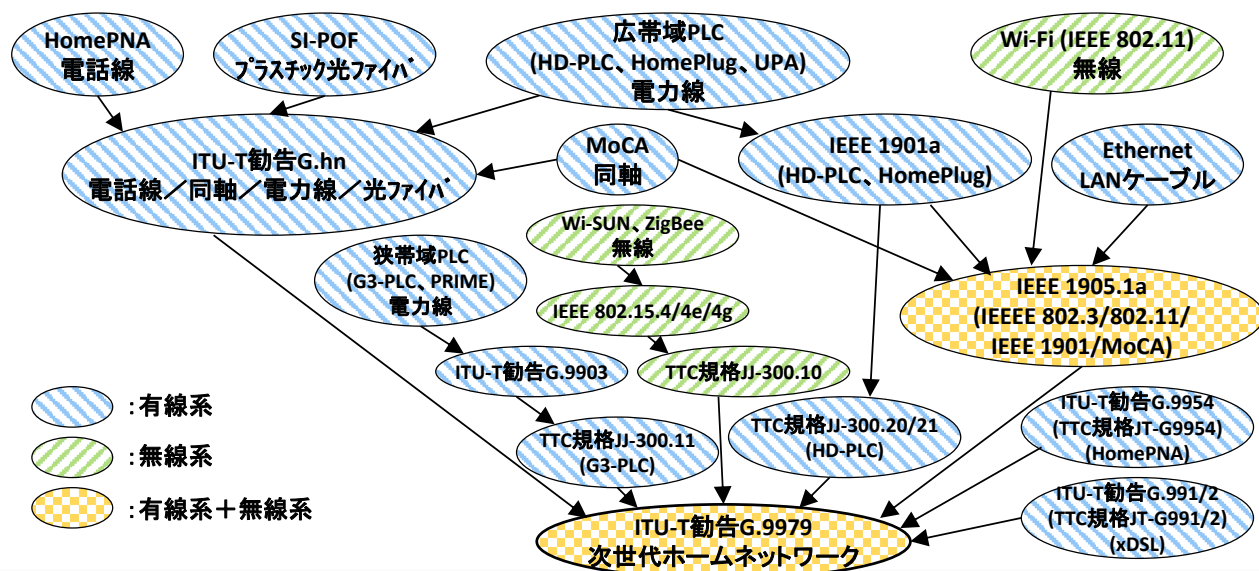 HomePNA
電話線
SI-POF
プラスチック光ファイバ
広帯域PLC
(HD-PLC、HomePlug、UPA)
電力線
Wi-Fi (IEEE 802.11)
無線
ITU-T勧告G.hn
電話線／同軸／電力線／光ファイバ
MoCA
同軸
IEEE 1901a
(HD-PLC、HomePlug)
Ethernet
LANケーブル
Wi-SUN、ZigBee
無線
狭帯域PLC
(G3-PLC、PRIME)
電力線
IEEE 802.15.4/4e/4g
IEEE 1905.1a
(IEEEE 802.3/802.11/
IEEE 1901/MoCA)
ITU-T勧告G.9903
TTC規格JJ-300.10
TTC規格JJ-300.11
(G3-PLC)
TTC規格JJ-300.20/21
(HD-PLC)
ITU-T勧告G.9954
(TTC規格JT-G9954)
(HomePNA)
ITU-T勧告G.991/2
(TTC規格JT-G991/2)
(xDSL)
ITU-T勧告G.9979
次世代ホームネットワーク
：有線系
：無線系
：有線系＋無線系